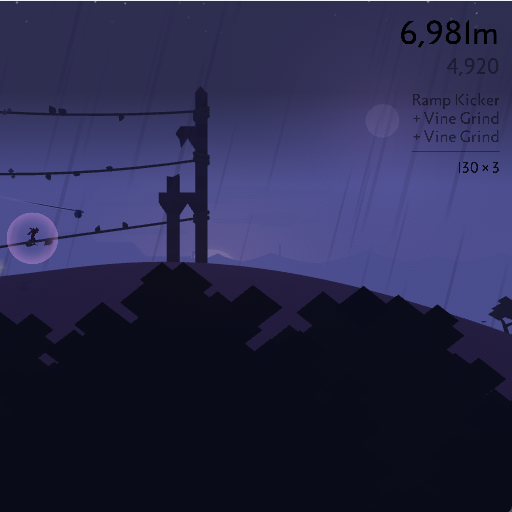 6,981m
4,920
Ramp Kicker
+ Vine Grind
+ Vine Grind
130 × 3